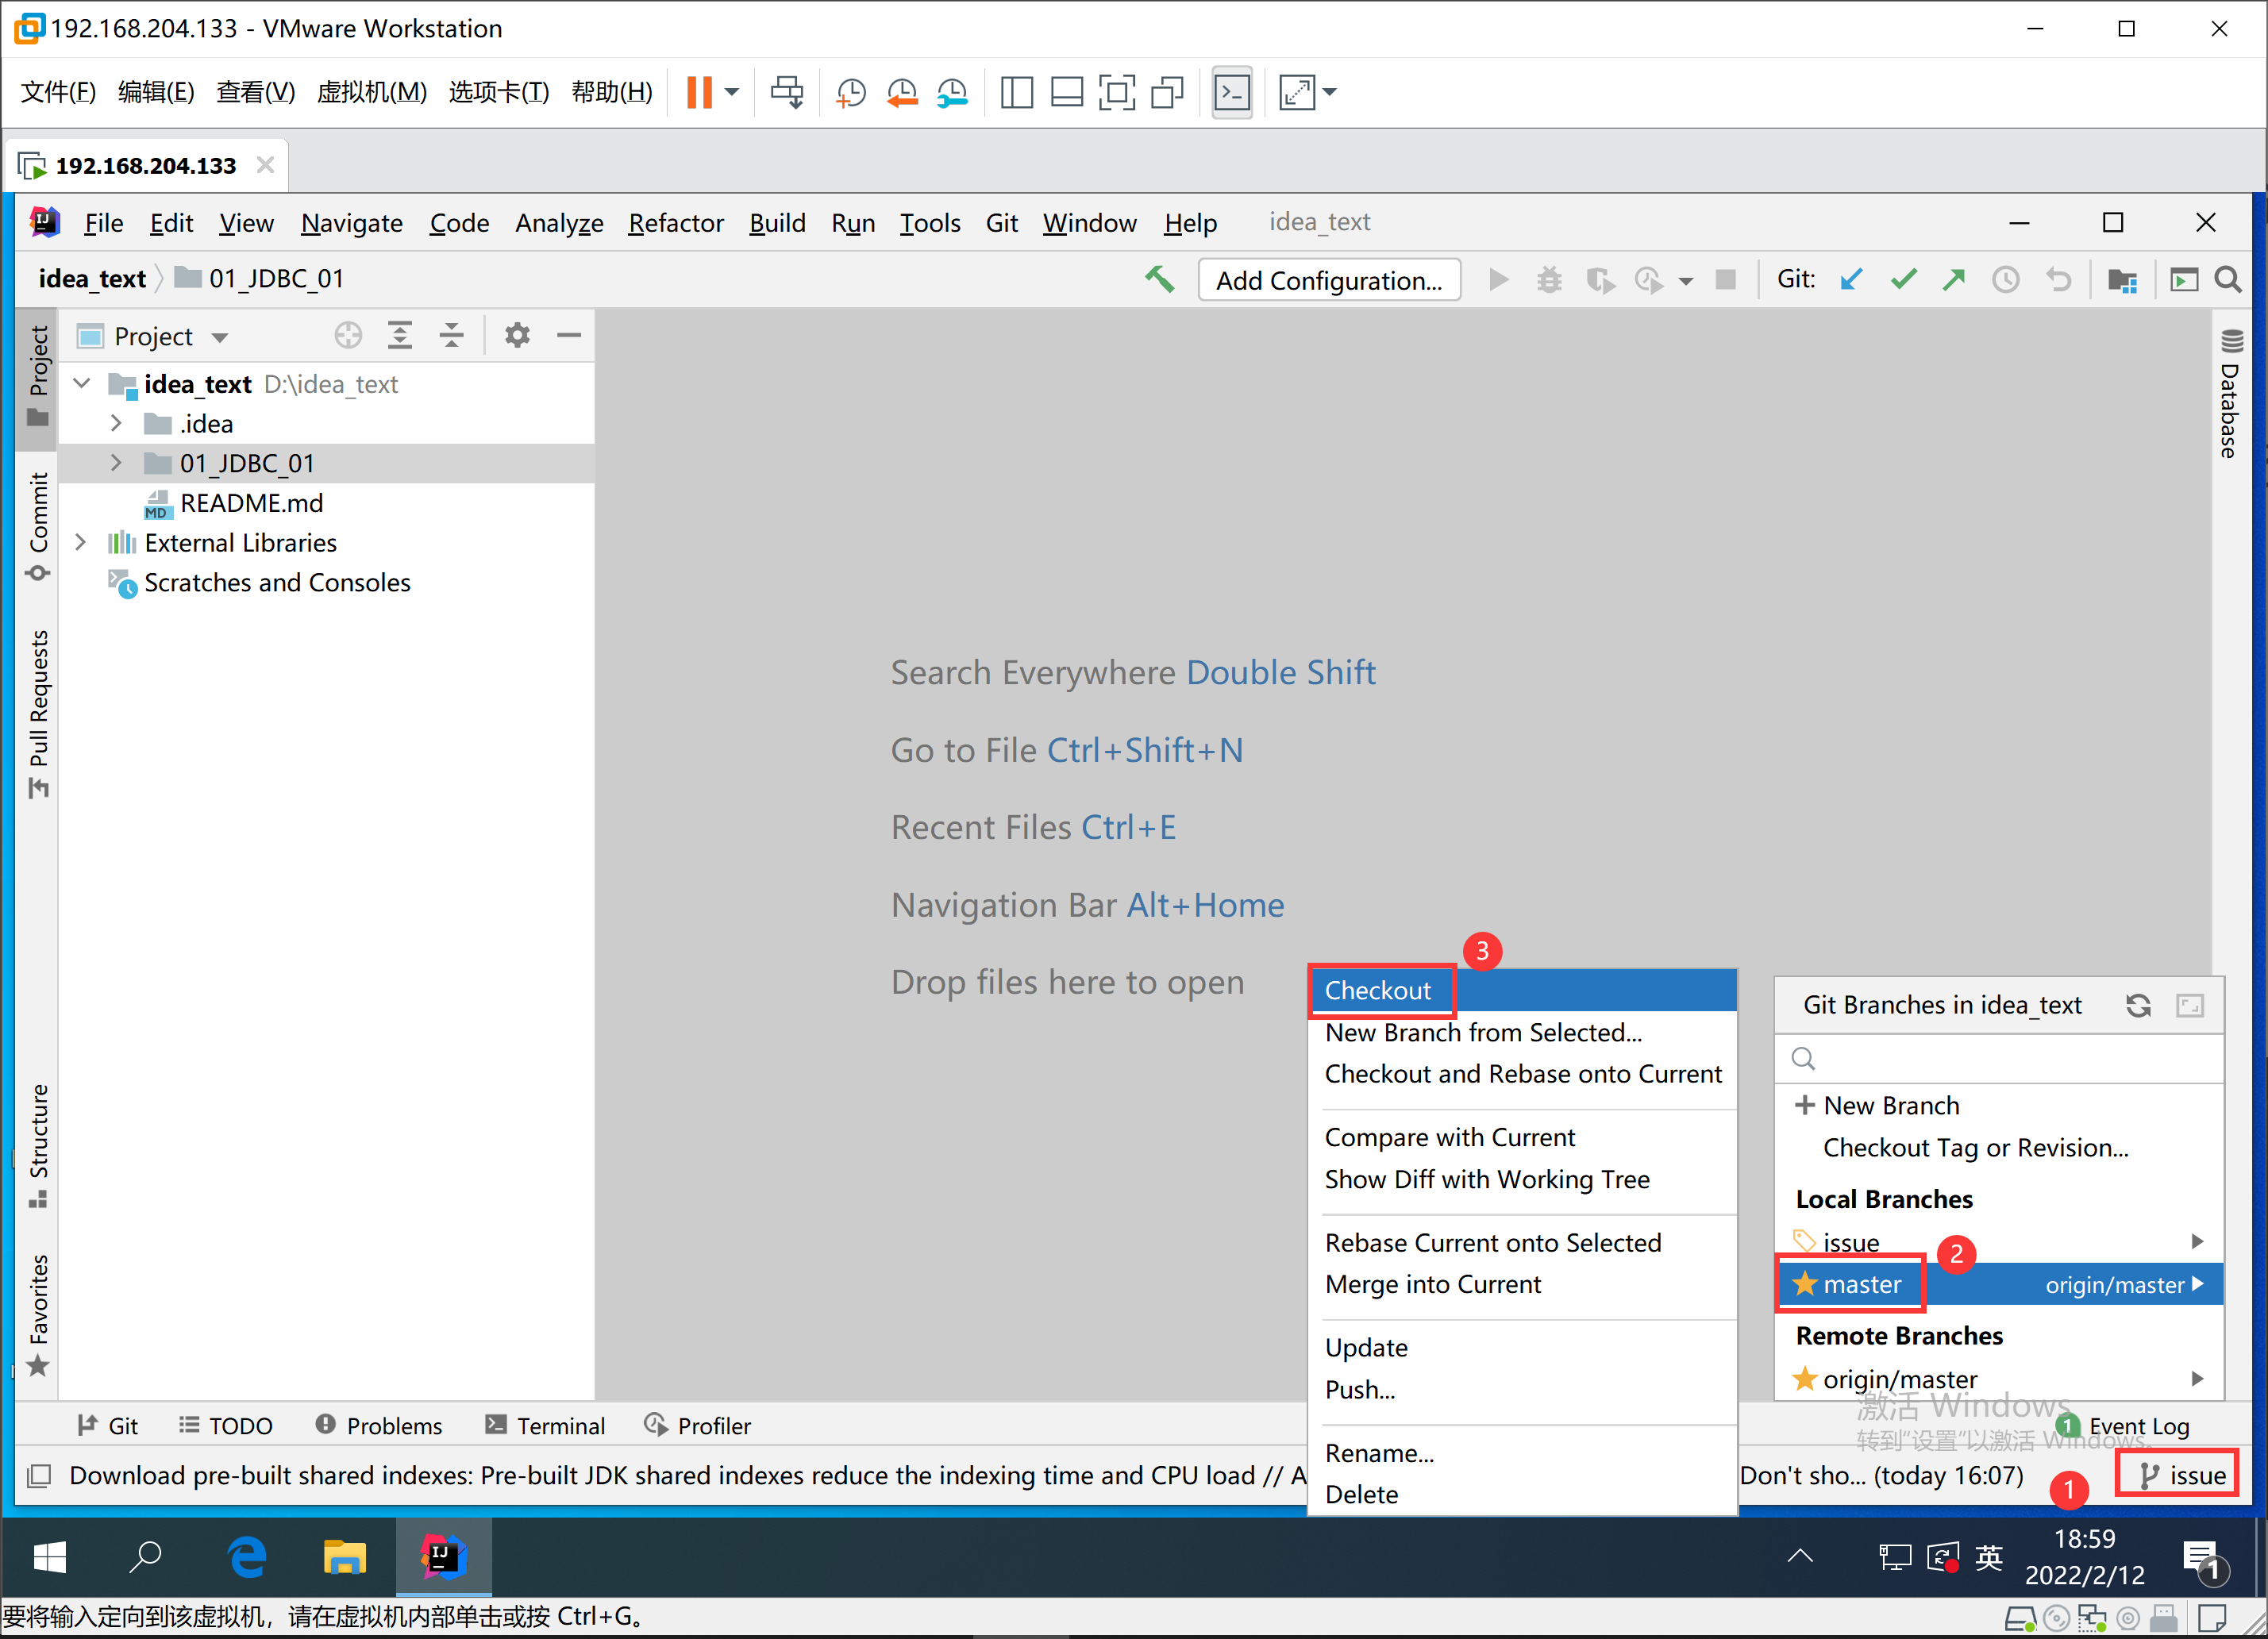 192.168.204.133 - VMware Workstation
文件(F) 编辑(E) 查看(V) 虚拟机(M) 选项卡(T) 帮助(H)
192.168.204.133
IJ File Edit View Navigate Code Analyze Refactor Build Run Tools Git Window Help idea_text
idea_text 01_JDBC_01 Add Configuration... Git:
Project
Project
idea_text D:\idea_text
.idea
01_JDBC_01
MD README.md
External Libraries
Scratches and Consoles
Commit
Pull Requests
Structure
Favorites
Database
Search Everywhere Double Shift
Go to File Ctrl+Shift+N
Recent Files Ctrl+E
Navigation Bar Alt+Home
Drop files here to open
3
Checkout
New Branch from Selected...
Checkout and Rebase onto Current
Compare with Current
Show Diff with Working Tree
Rebase Current onto Selected
Merge into Current
Update
Push...
Rename...
Delete
Git Branches in idea_text
New Branch
Checkout Tag or Revision...
Local Branches
issue
2
master origin/master
Remote Branches
origin/master
激活 Windows
转到"设置"以激活 Windows。
Git TODO Problems Terminal Profiler 1 Event Log
Download pre-built shared indexes: Pre-built JDK shared indexes reduce the indexing time and CPU load // A
Don't sho... (today 16:07) 1 issue
IJ 英 18:59
2022/2/12 1
要将输入定向到该虚拟机，请在虚拟机内部单击或按 Ctrl+G。